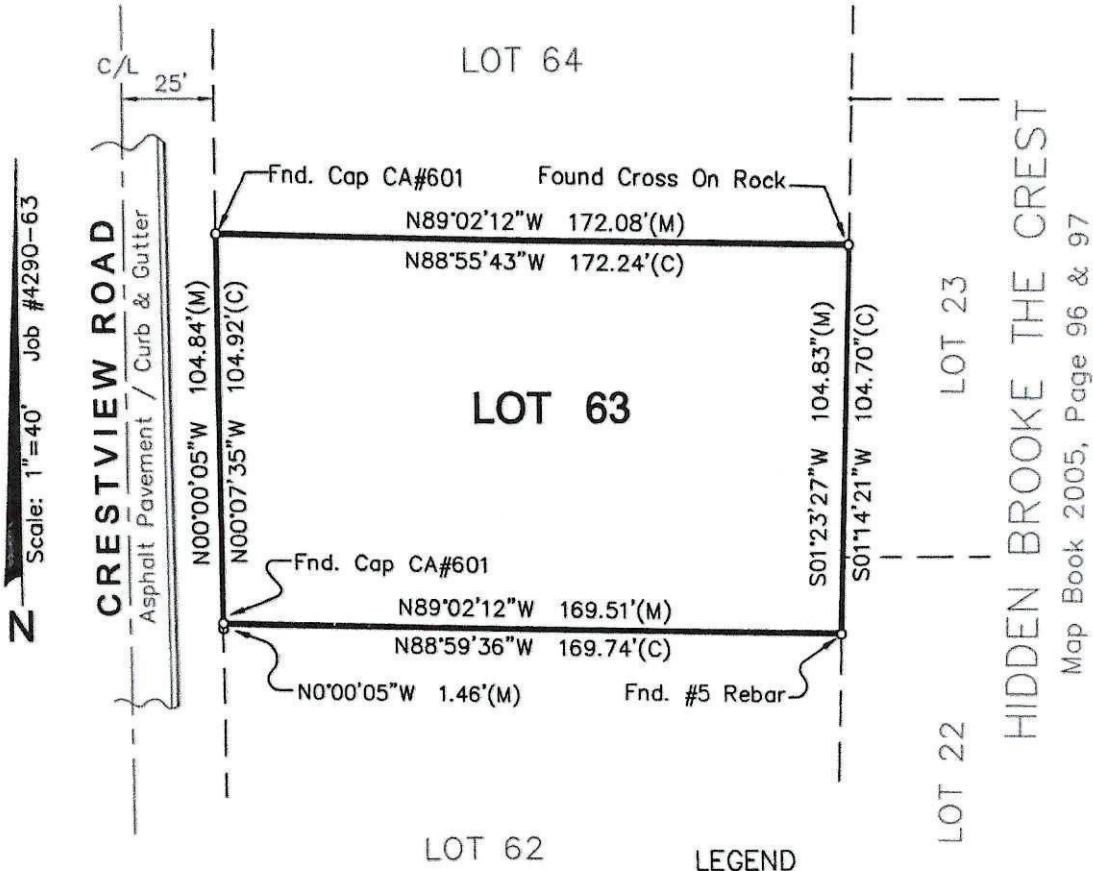 C/L
25'
LOT 64
Fnd. Cap CA#601
Found Cross On Rock
N89°02'12"W 172.08'(M)
N88°55'43"W 172.24'(C)
Z
Scale: 1"=40' Job #4290-63
CRESTVIEW ROAD
Asphalt Pavement / Curb & Gutter
N00°00'05"W 104.84'(M)
N00°07'35"W 104.92'(C)
LOT 63
S01°23'27"W 104.83"(M)
S01°14'21"W 104.70"(C)
LOT 23
HIDDEN BROOKE THE CREST
Map Book 2005, Page 96 & 97
Fnd. Cap CA#601
N89°02'12"W 169.51'(M)
N88°59'36"W 169.74'(C)
N0°00'05"W 1.46'(M)
Fnd. #5 Rebar
LOT 22
LOT 62
LEGEND